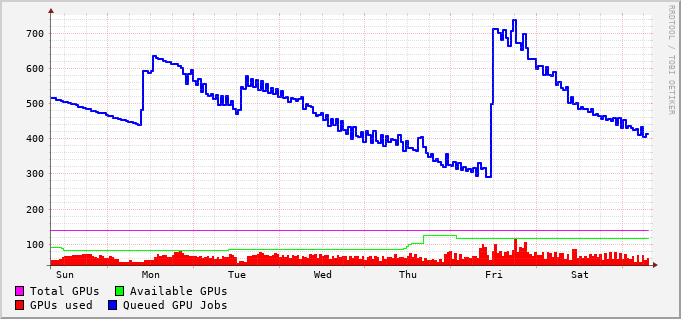 700
600
500
400
300
200
100
Sun Mon Tue Wed Thu Fri Sat
RRDTOOL / TOBI OETIKER
Total GPUs Available GPUs
GPUs used Queued GPU Jobs